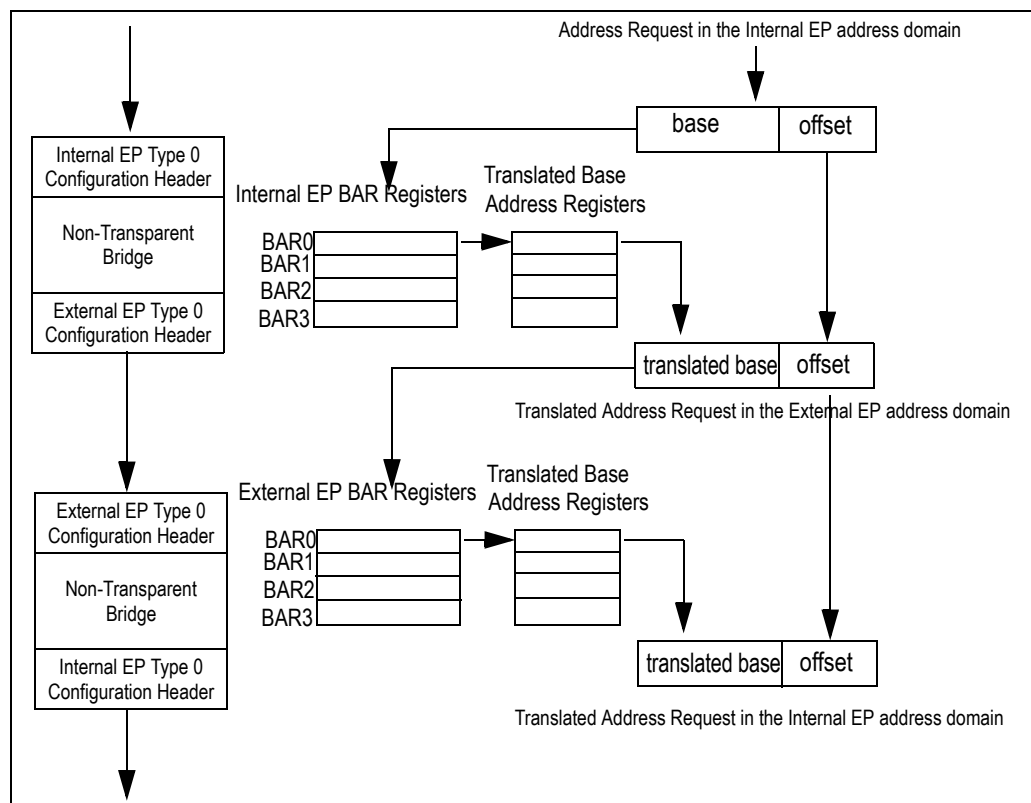 Address Request in the Internal EP address domain
base
offset
Internal EP Type 0
Configuration Header
Non-Transparent
Bridge
External EP Type 0
Configuration Header
Internal EP BAR Registers
Translated Base
Address Registers
BAR0
BAR1
BAR2
BAR3
translated base
offset
Translated Address Request in the External EP address domain
External EP Type 0
Configuration Header
Non-Transparent
Bridge
Internal EP Type 0
Configuration Header
External EP BAR Registers
Translated Base
Address Registers
BAR0
BAR1
BAR2
BAR3
translated base
offset
Translated Address Request in the Internal EP address domain